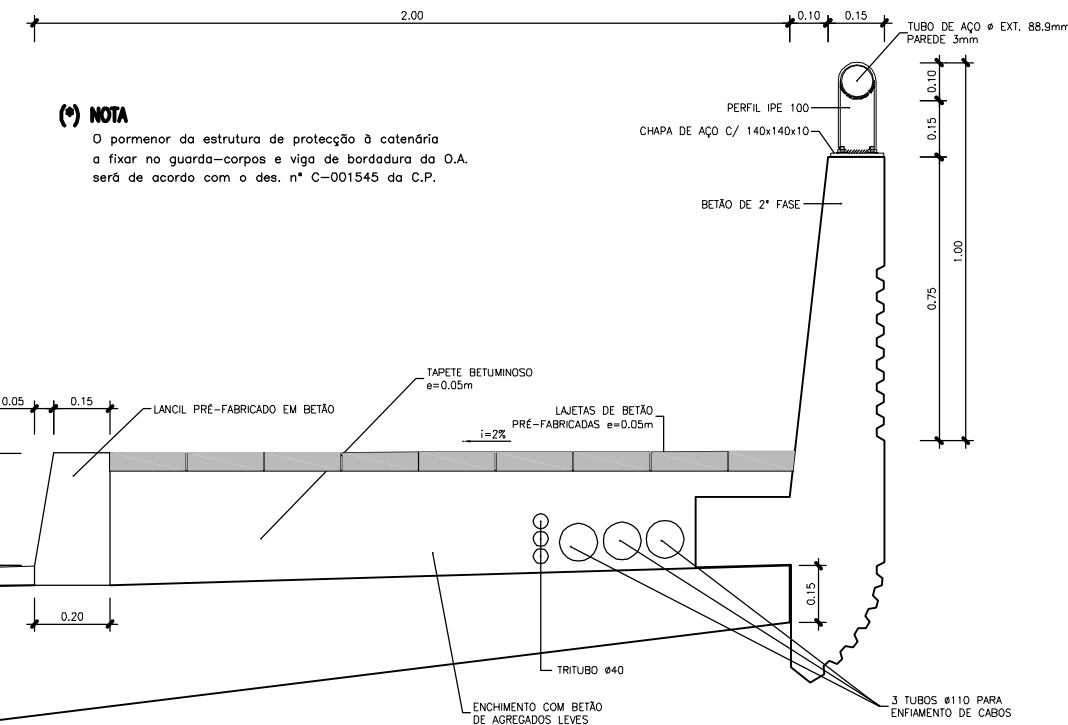 2.00
0.10
0.15
TUBO DE AÇO ø EXT. 88.9mm
PAREDE 3mm
(*) NOTA
O pormenor da estrutura de protecção à catenária
a fixar no guarda-corpos e viga de bordadura da O.A.
será de acordo com o des. nº C-001545 da C.P.
PERFIL IPE 100
CHAPA DE AÇO C/ 140x140x10
BETÃO DE 2ª FASE
0.10
0.15
0.75
1.00
0.05
0.15
LANCIL PRÉ-FABRICADO EM BETÃO
TAPETE BETUMINOSO
e=0.05m
LAJETAS DE BETÃO
PRÉ-FABRICADAS e=0.05m
i=2%
0.20
0.15
TRITUBO ø40
ENCHIMENTO COM BETÃO
DE AGREGADOS LEVES
3 TUBOS ø110 PARA
ENFIAMENTO DE CABOS